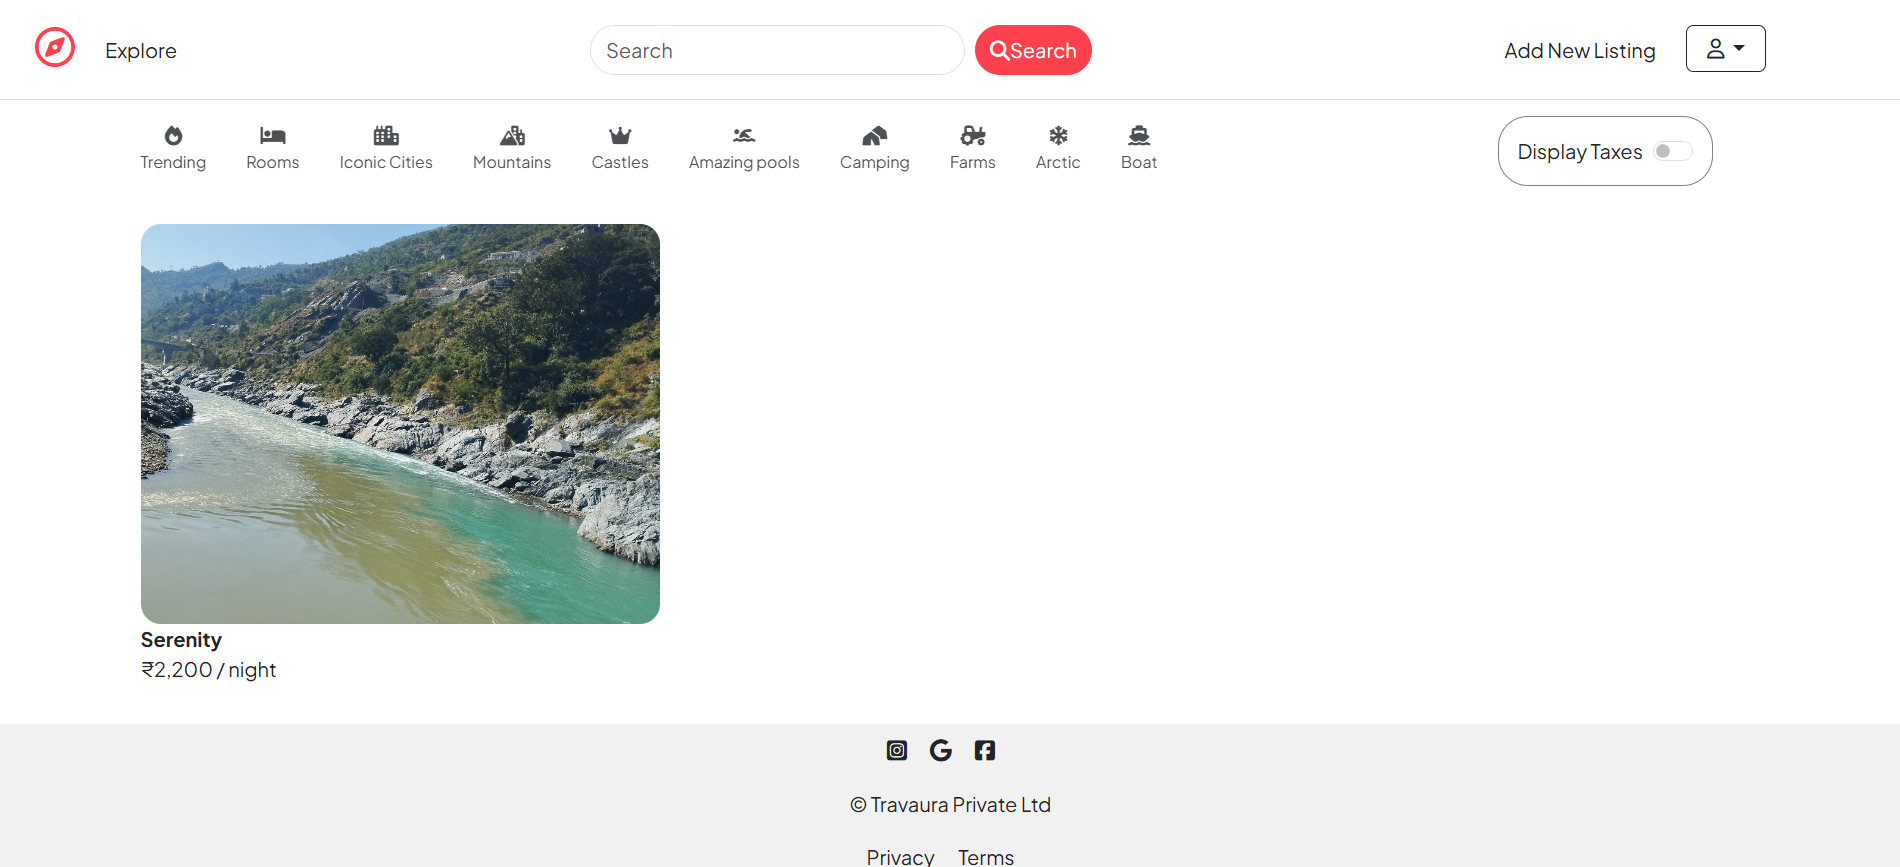 Explore
Search
Search
Add New Listing
Trending
Rooms
Iconic Cities
Mountains
Castles
Amazing pools
Camping
Farms
Arctic
Boat
Display Taxes
Serenity
₹2,200 / night
© Travaura Private Ltd
Privacy Terms